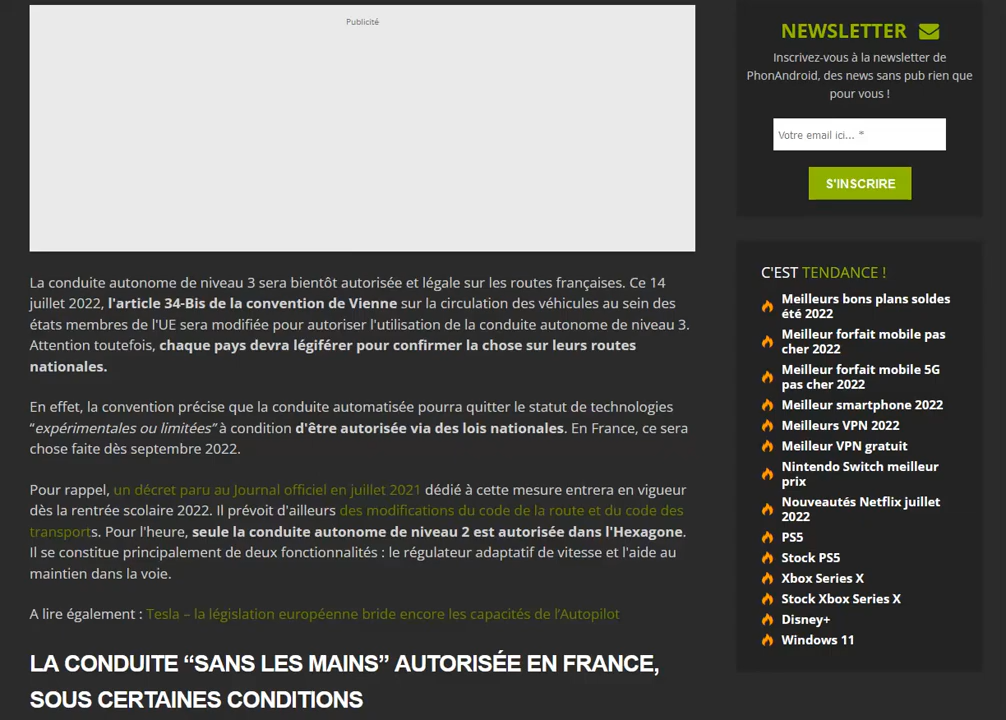 Publicité
La conduite autonome de niveau 3 sera bientôt autorisée et légale sur les routes françaises. Ce 14
juillet 2022, l'article 34-Bis de la convention de Vienne sur la circulation des véhicules au sein des
états membres de l'UE sera modifiée pour autoriser l'utilisation de la conduite autonome de niveau 3.
Attention toutefois, chaque pays devra légiférer pour confirmer la chose sur leurs routes
nationales.
En effet, la convention précise que la conduite automatisée pourra quitter le statut de technologies
“expérimentales ou limitées” à condition d'être autorisée via des lois nationales. En France, ce sera
chose faite dès septembre 2022.
Pour rappel, un décret paru au Journal officiel en juillet 2021 dédié à cette mesure entrera en vigueur
dès la rentrée scolaire 2022. Il prévoit d'ailleurs des modifications du code de la route et du code des
transports. Pour l'heure, seule la conduite autonome de niveau 2 est autorisée dans l'Hexagone.
Il se constitue principalement de deux fonctionnalités : le régulateur adaptatif de vitesse et l'aide au
maintien dans la voie.
A lire également : Tesla – la législation européenne bride encore les capacités de l’Autopilot
LA CONDUITE “SANS LES MAINS” AUTORISÉE EN FRANCE,
SOUS CERTAINES CONDITIONS
NEWSLETTER
Inscrivez-vous à la newsletter de
PhonAndroid, des news sans pub rien que
pour vous !
Votre email ici... *
S'INSCRIRE
C'EST TENDANCE !
Meilleurs bons plans soldes
été 2022
Meilleur forfait mobile pas
cher 2022
Meilleur forfait mobile 5G
pas cher 2022
Meilleur smartphone 2022
Meilleurs VPN 2022
Meilleur VPN gratuit
Nintendo Switch meilleur
prix
Nouveautés Netflix juillet
2022
PS5
Stock PS5
Xbox Series X
Stock Xbox Series X
Disney+
Windows 11